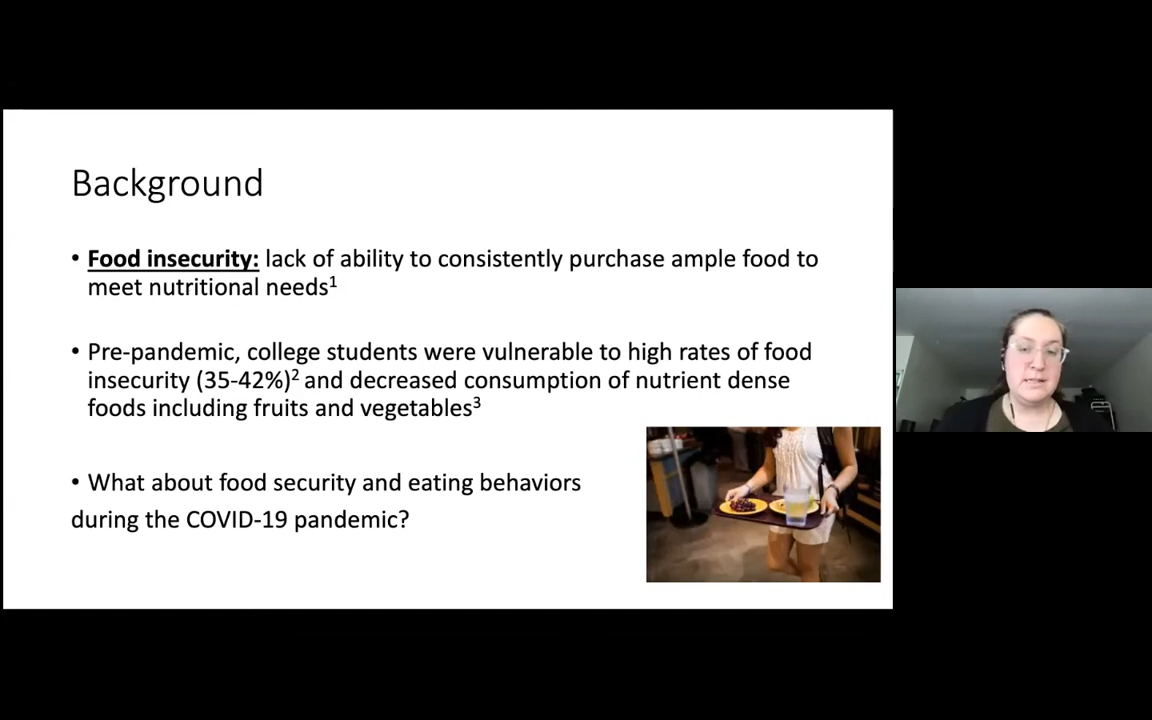 Background
• Food insecurity: lack of ability to consistently purchase ample food to
meet nutritional needs¹
• Pre-pandemic, college students were vulnerable to high rates of food
insecurity (35-42%)² and decreased consumption of nutrient dense
foods including fruits and vegetables³
• What about food security and eating behaviors
during the COVID-19 pandemic?